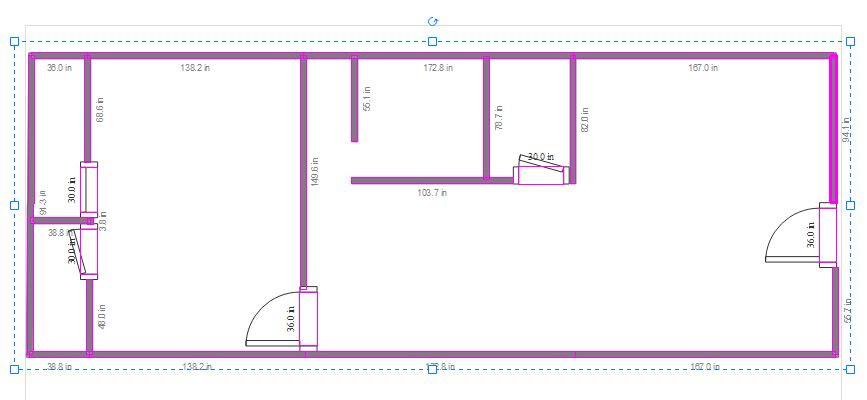 36.0 in
138.2 in
172.8 in
167.0 in
68.6 in
55.1 in
78.7 in
82.0 in
94.1 in
30.0 in
149.6 in
30.0 in
103.7 in
91.3 in
3.8 in
38.8 in
30.0 in
36.0 in
48.0 in
36.0 in
55.7 in
38.8 in
138.2 in
172.8 in
167.0 in